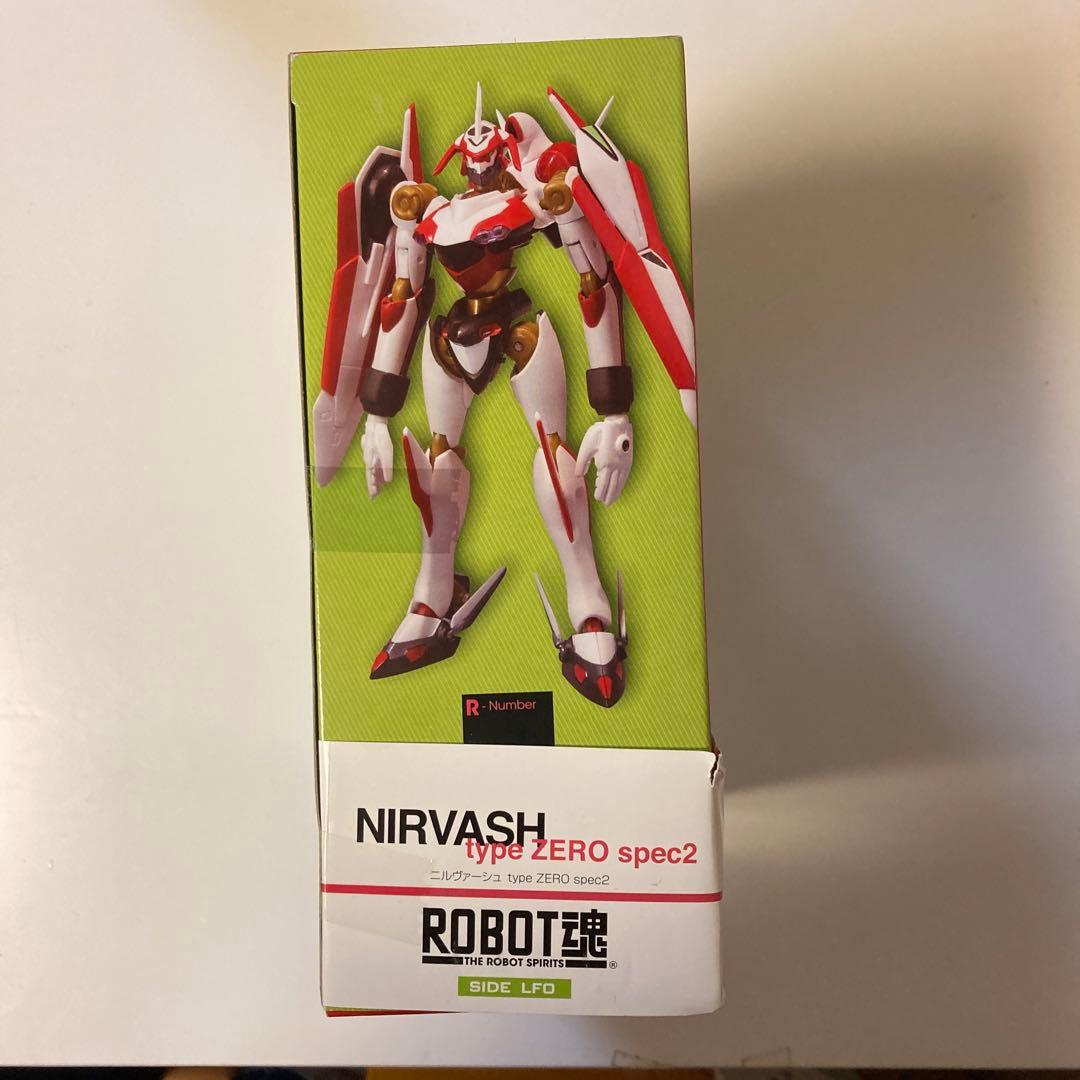 R - Number
NIRVASH
type ZERO spec2
ニルヴァーシュ type ZERO spec2
ROBOT魂
THE ROBOT SPIRITS ®
SIDE LFO